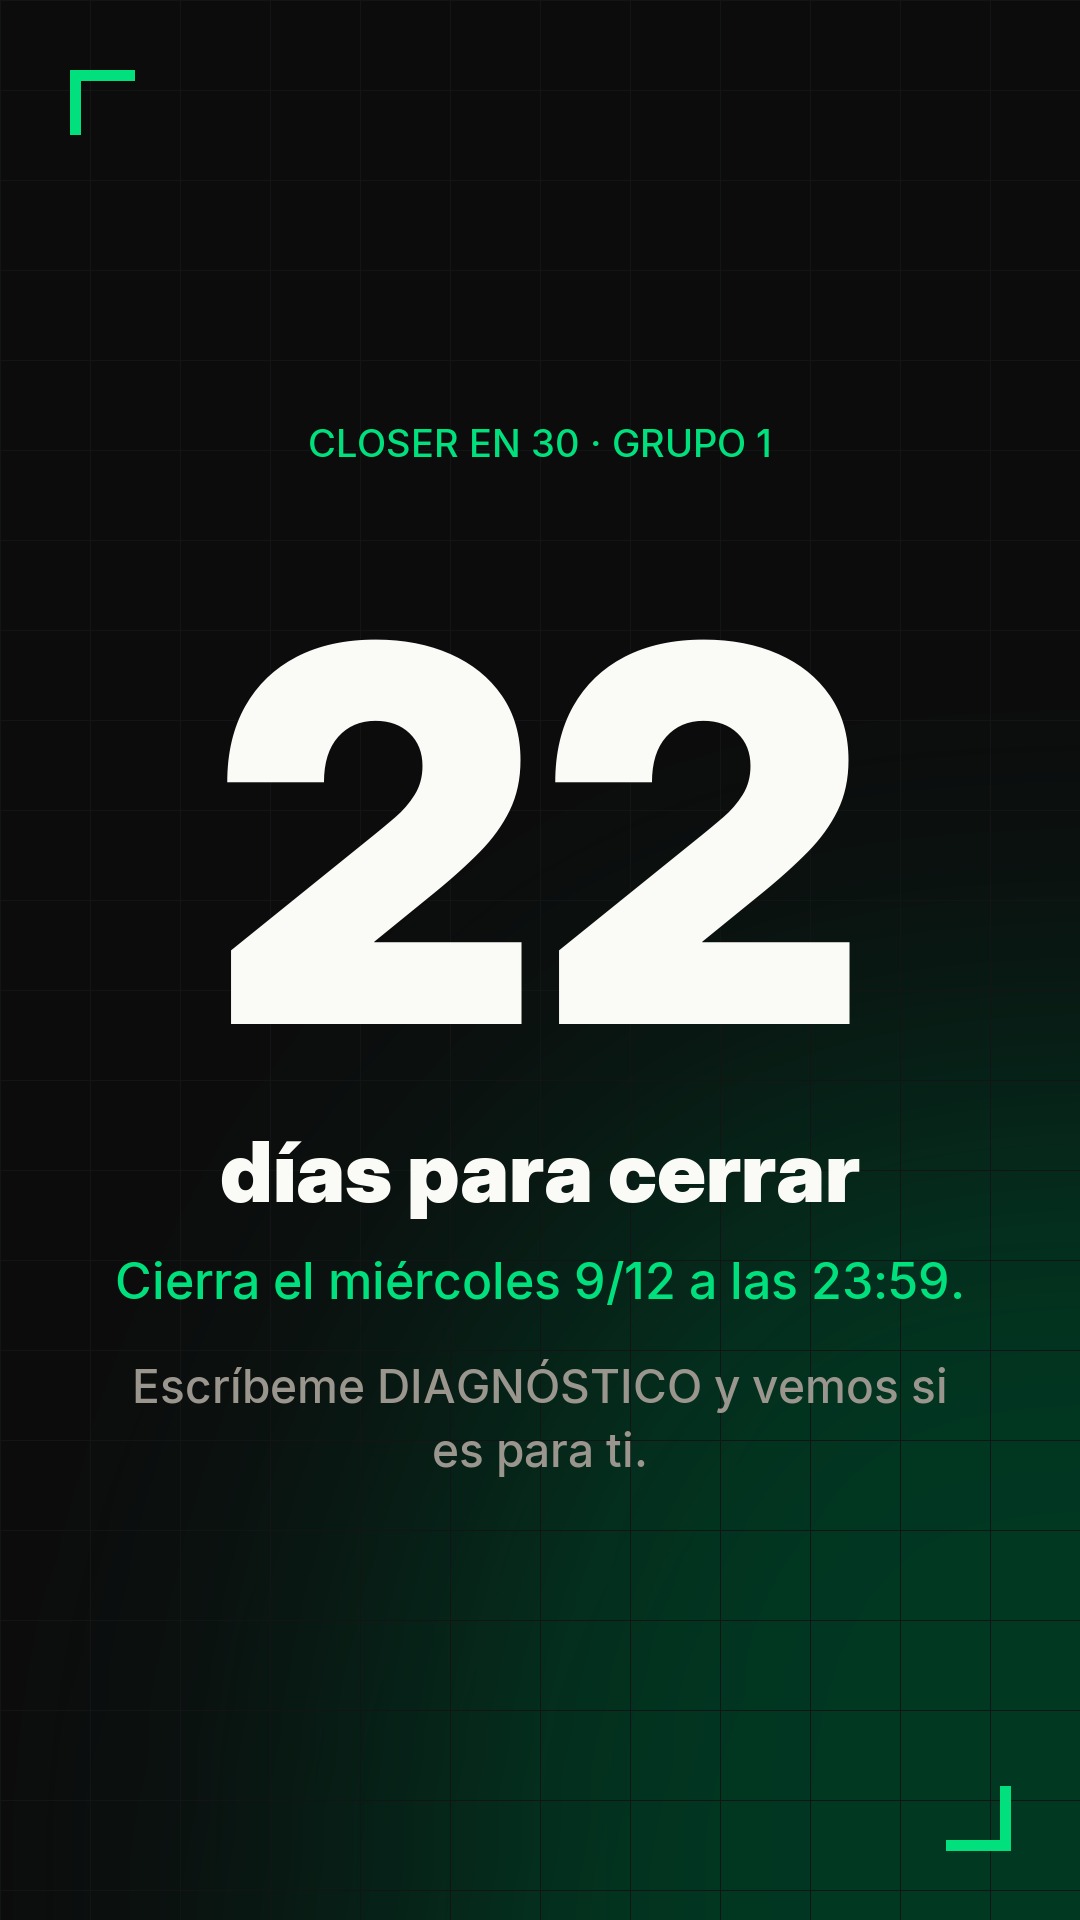 CLOSER EN 30 · GRUPO 1
22
días para cerrar
Cierra el miércoles 9/12 a las 23:59.
Escríbeme DIAGNÓSTICO y vemos si
es para ti.